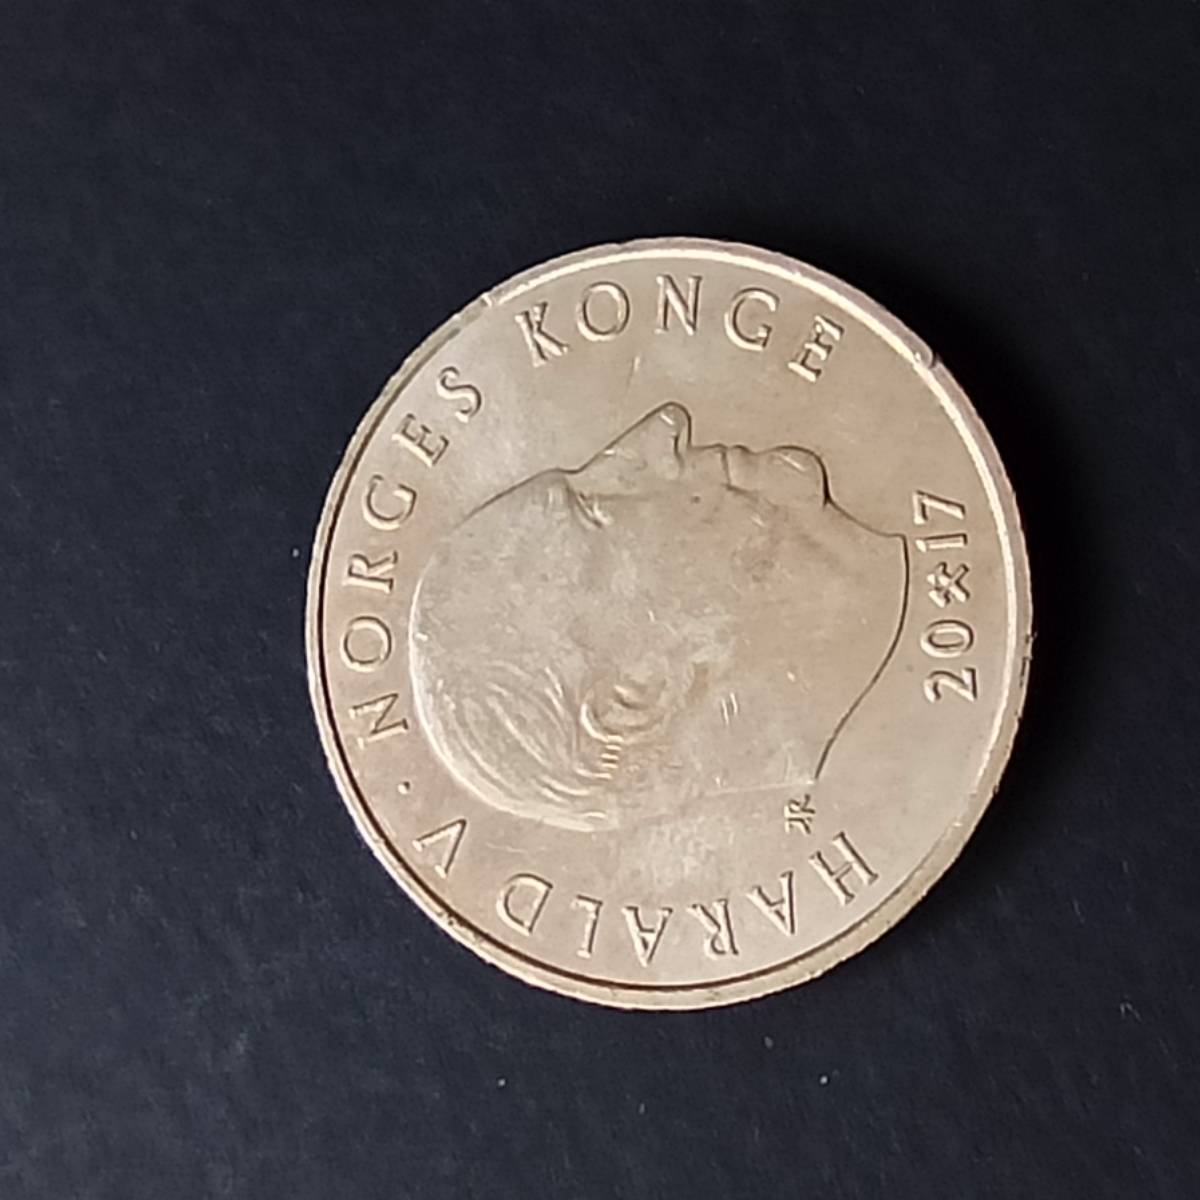 HARALD V · NORGES KONGE
20⚒17